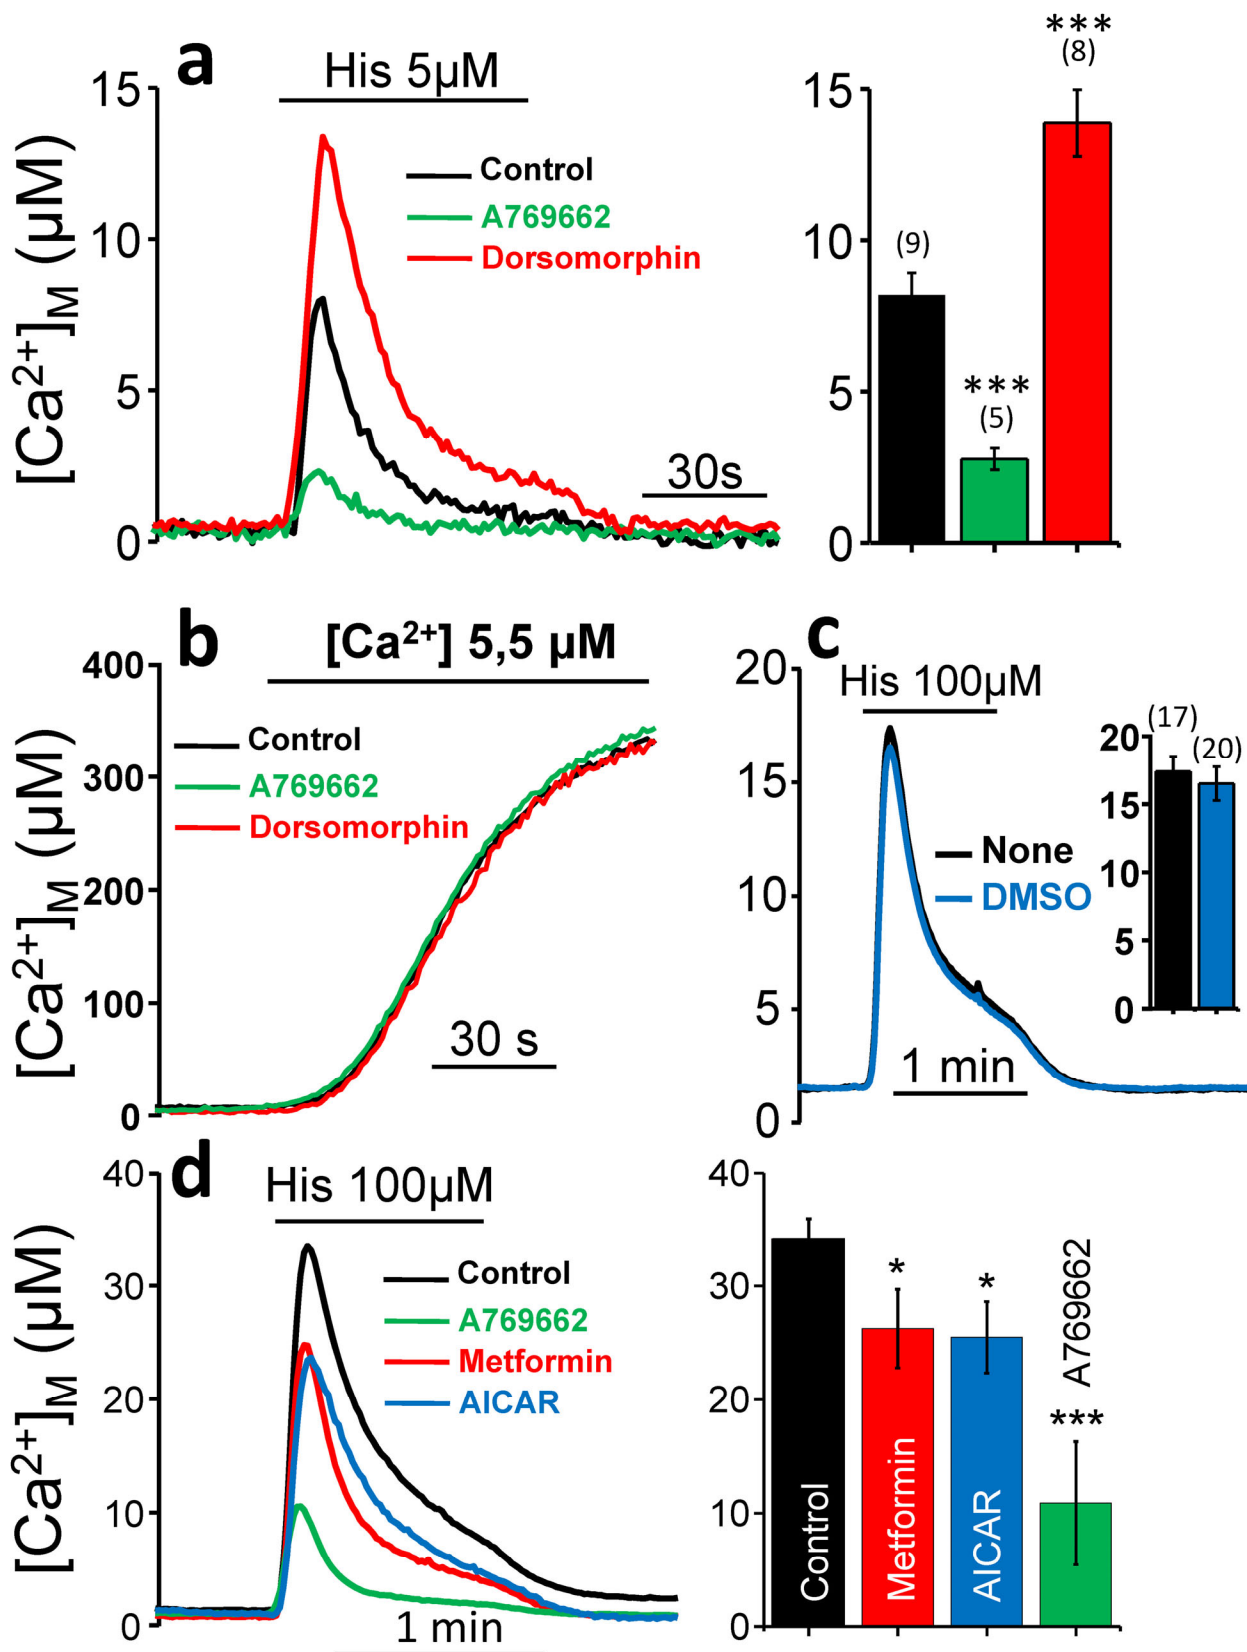 a
His 5µM
[Ca²⁺]M (µM)
15
10
5
0
Control
A769662
Dorsomorphin
30s
15
10
5
0
(9)
***
(5)
***
(8)
b
[Ca²⁺] 5,5 µM
[Ca²⁺]M (µM)
400
300
200
100
0
Control
A769662
Dorsomorphin
30 s
c
His 100µM
20
15
10
5
0
None
DMSO
1 min
(17)
(20)
20
15
10
5
0
d
His 100µM
[Ca²⁺]M (µM)
40
30
20
10
0
Control
A769662
Metformin
AICAR
1 min
40
30
20
10
0
Control
*
Metformin
*
AICAR
A769662
***